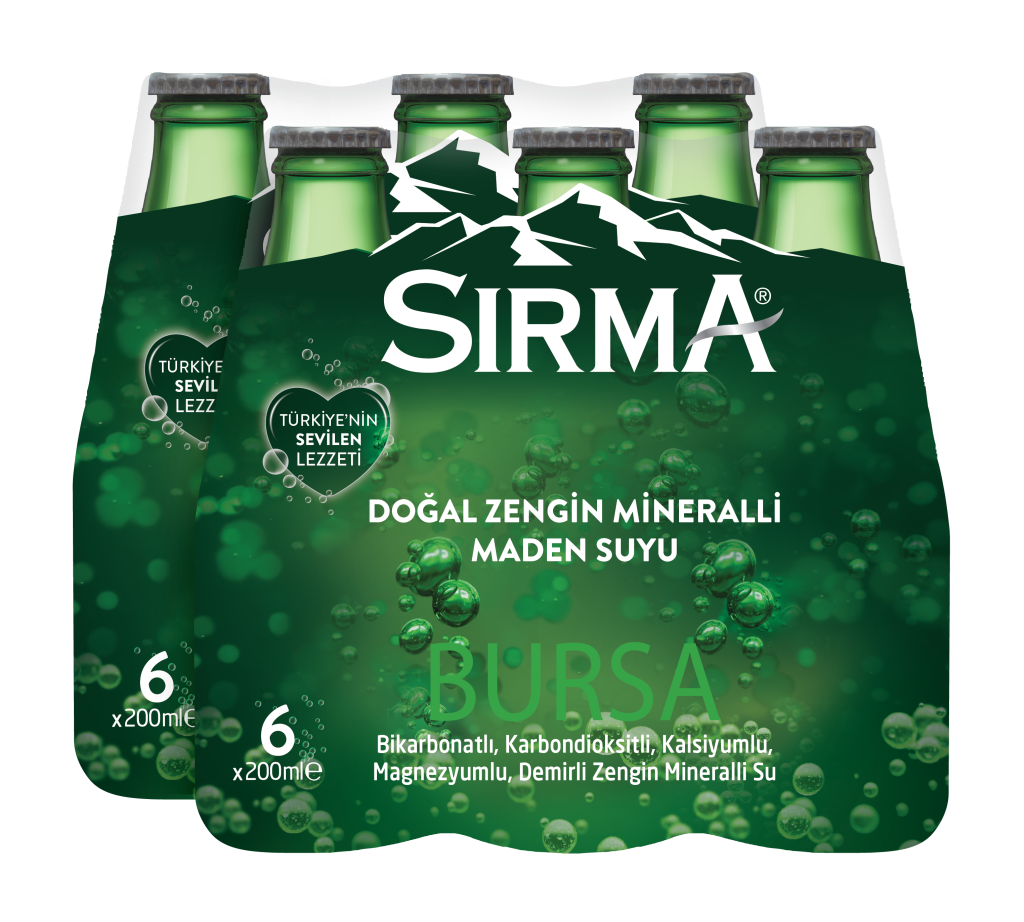 SIRMA®
TÜRKİYE
SEVİL
LEZZ
TÜRKİYE'NİN
SEVİLEN
LEZZETİ
DOĞAL ZENGİN MİNERALLİ
MADEN SUYU
BURSA
6
x200ml℮
6
x200ml℮
Bikarbonatlı, Karbondioksitli, Kalsiyumlu,
Magnezyumlu, Demirli Zengin Mineralli Su